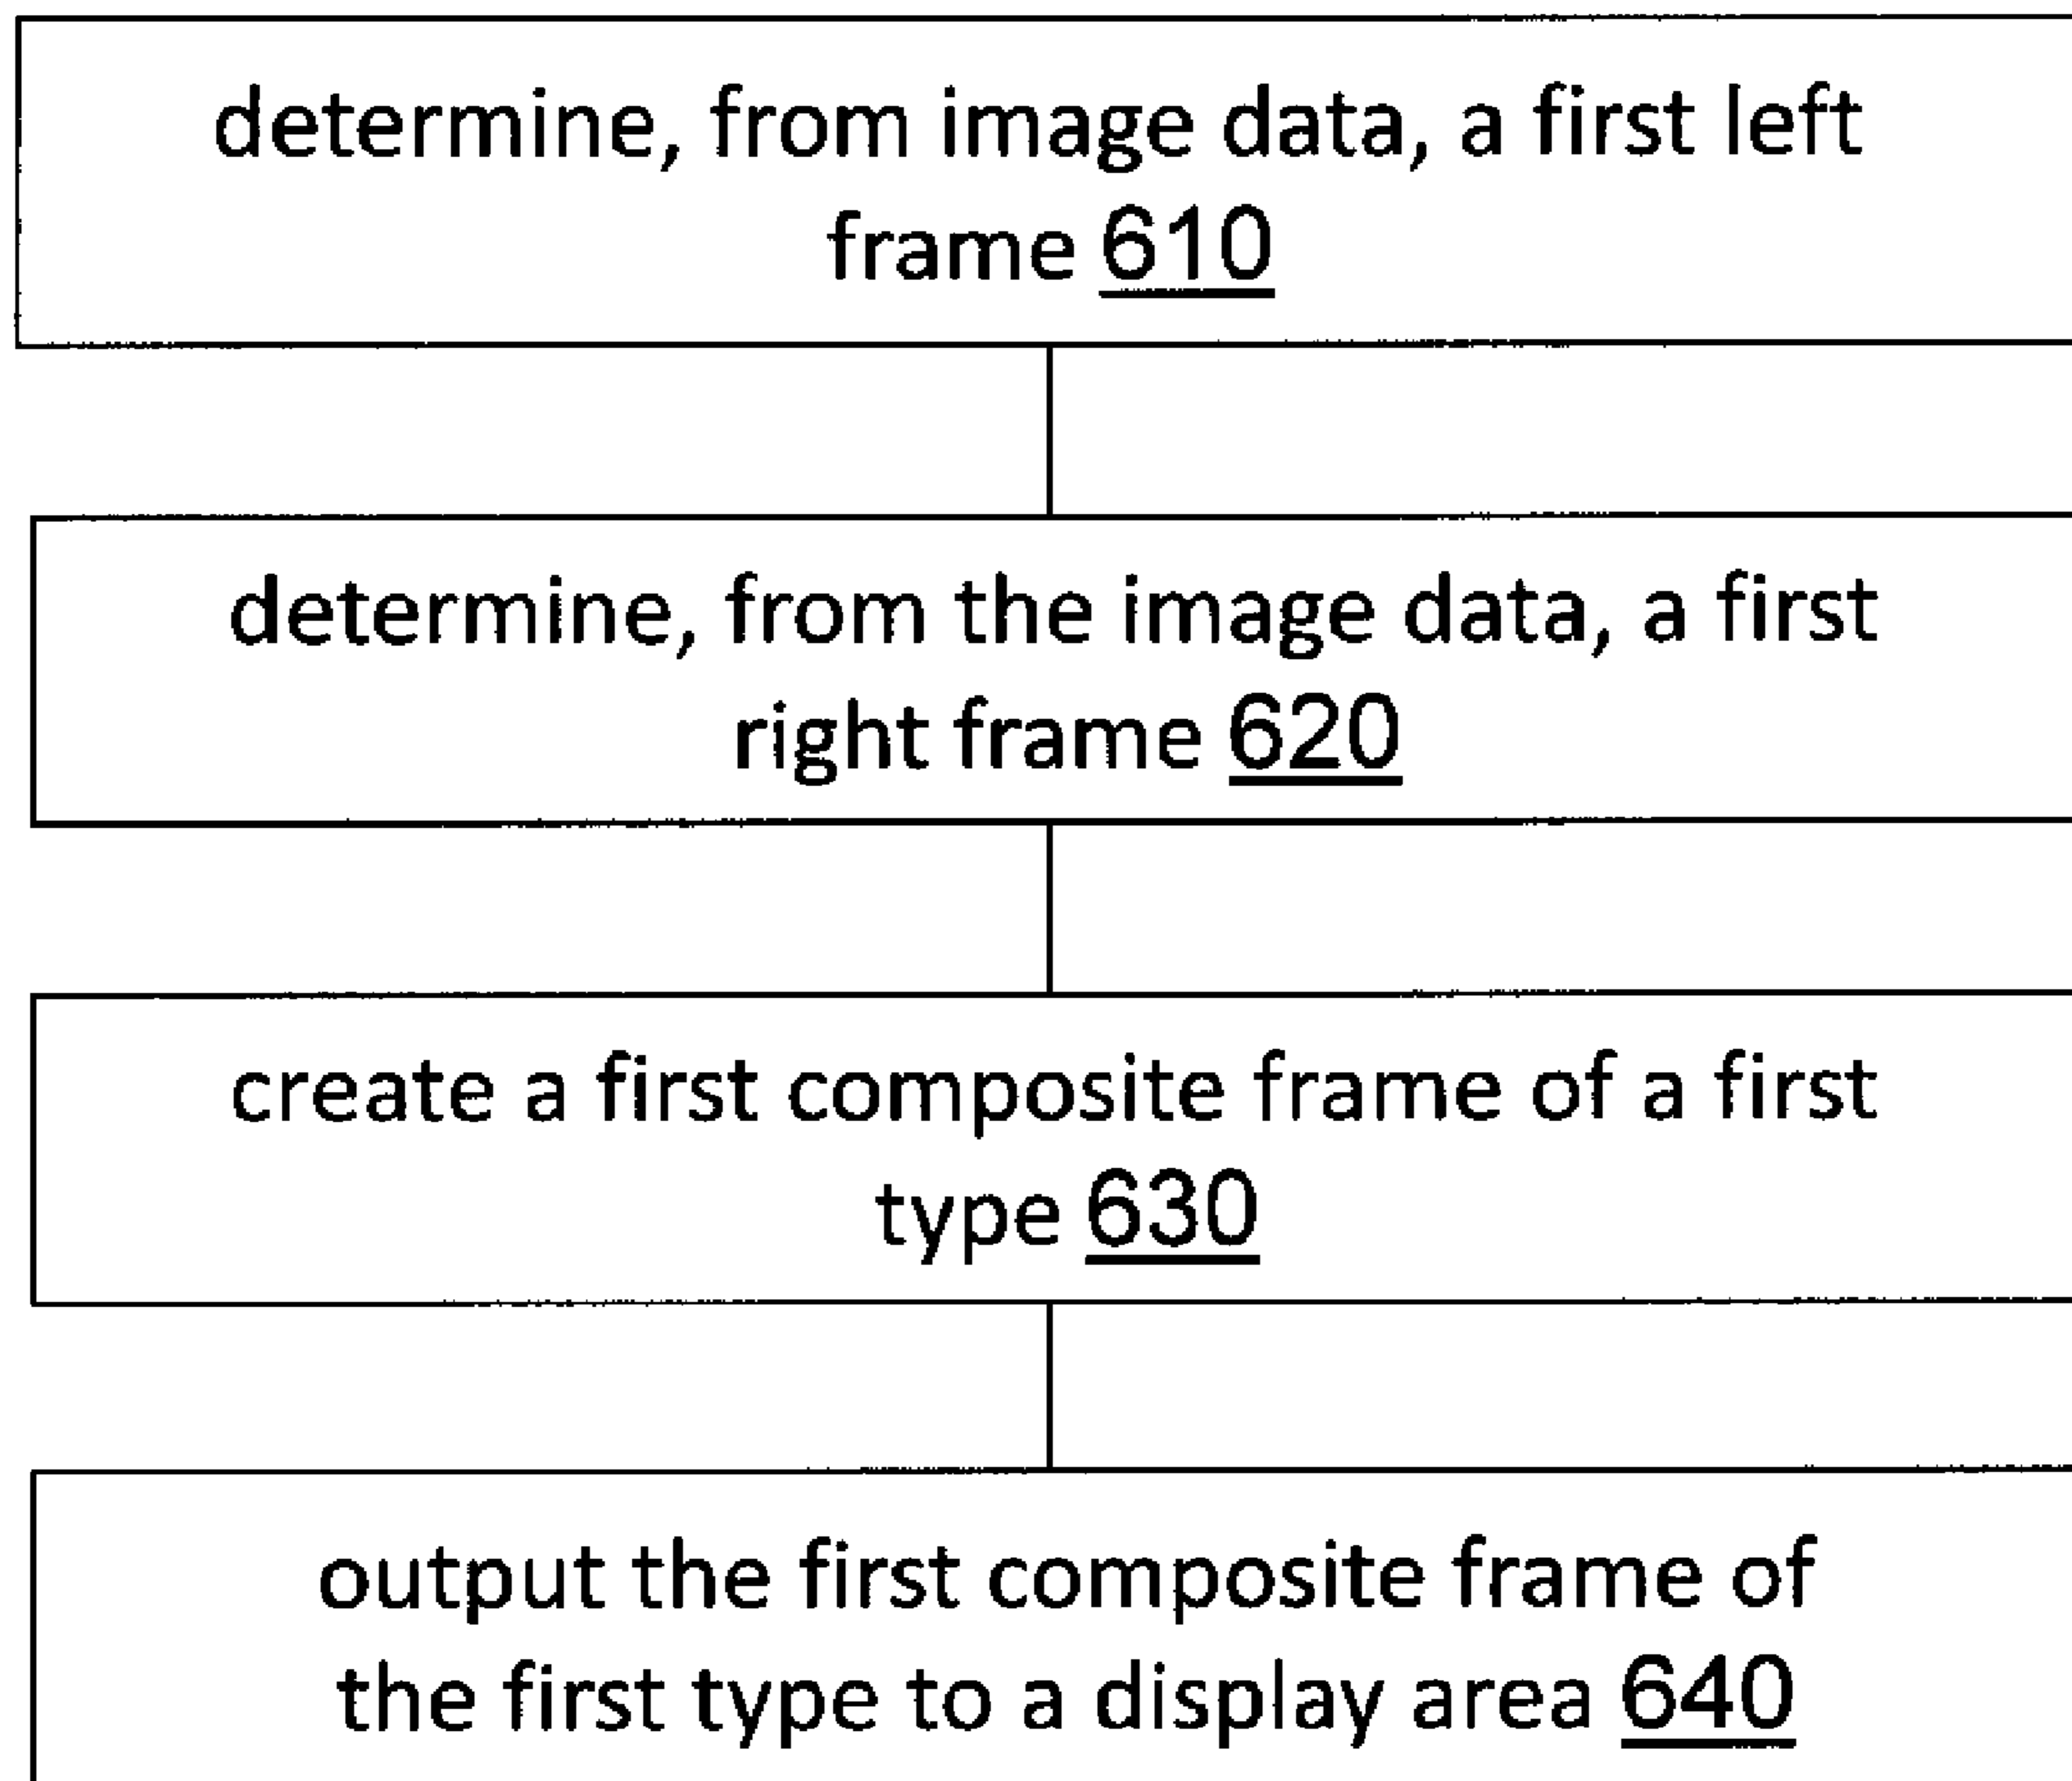 determine, from image data, a first left
frame 610
determine, from the image data, a first
right frame 620
create a first composite frame of a first
type 630
output the first composite frame of
the first type to a display area 640